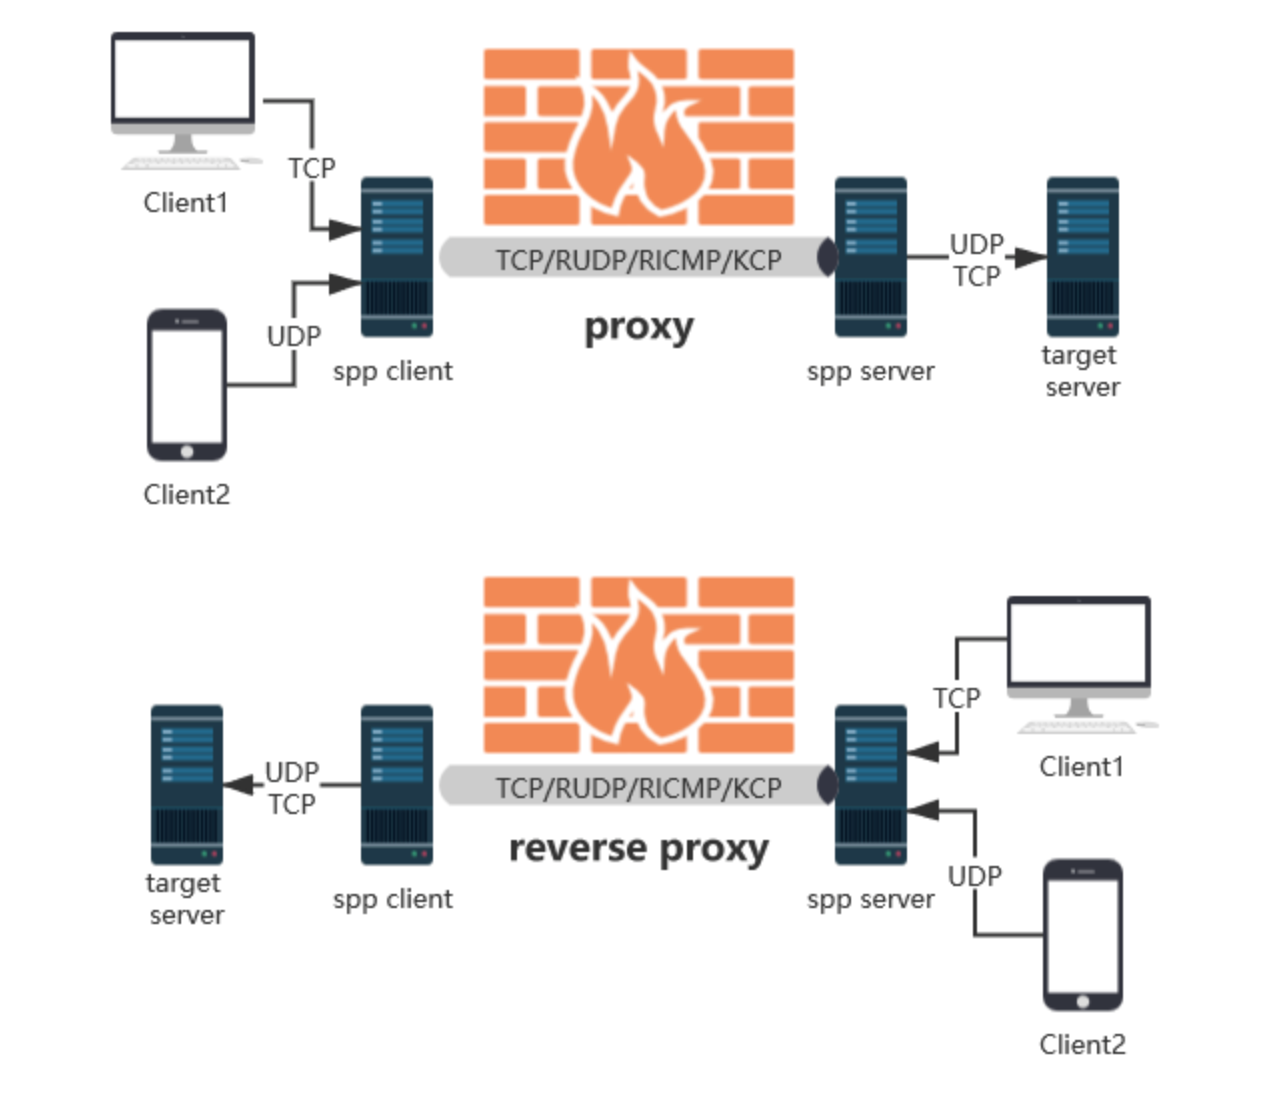 TCP
Client1
TCP/RUDP/RICMP/KCP
UDP
TCP
UDP
proxy
spp client
spp server
target
server
Client2
TCP
Client1
UDP
TCP
TCP/RUDP/RICMP/KCP
reverse proxy
UDP
target
server
spp client
spp server
Client2